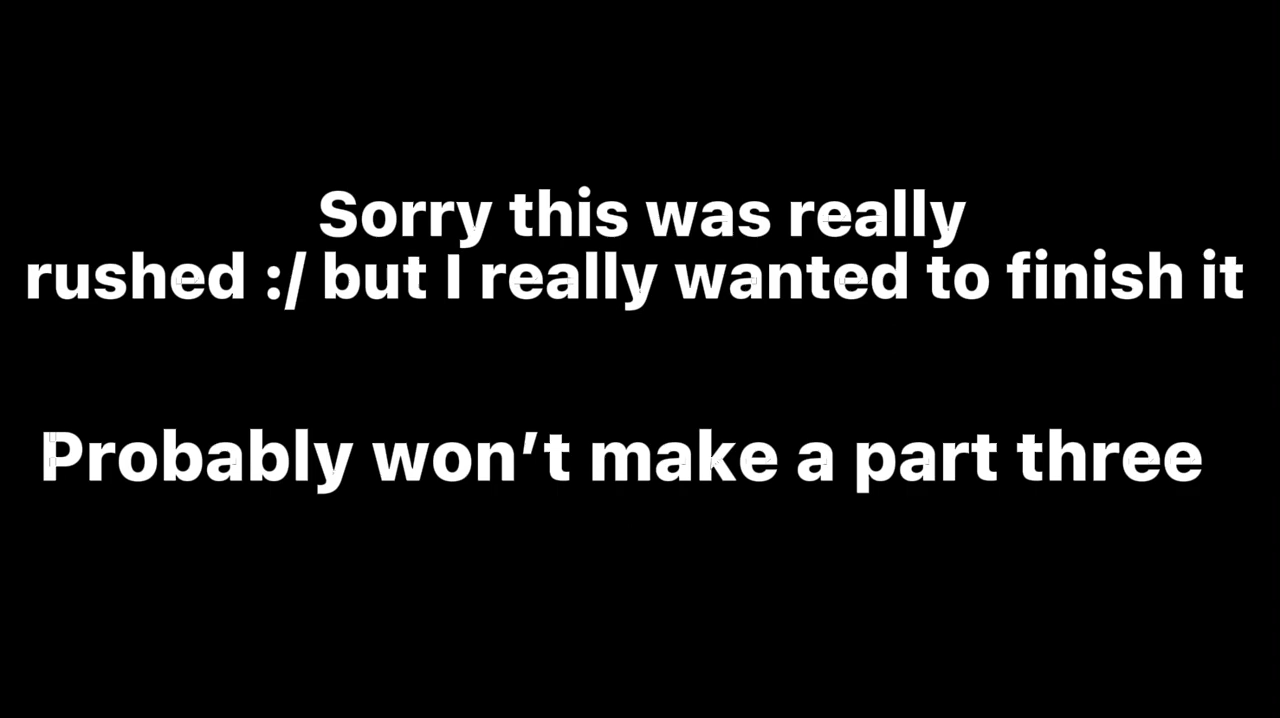 Sorry this was really
rushed :/ but I really wanted to finish it
Probably won’t make a part three